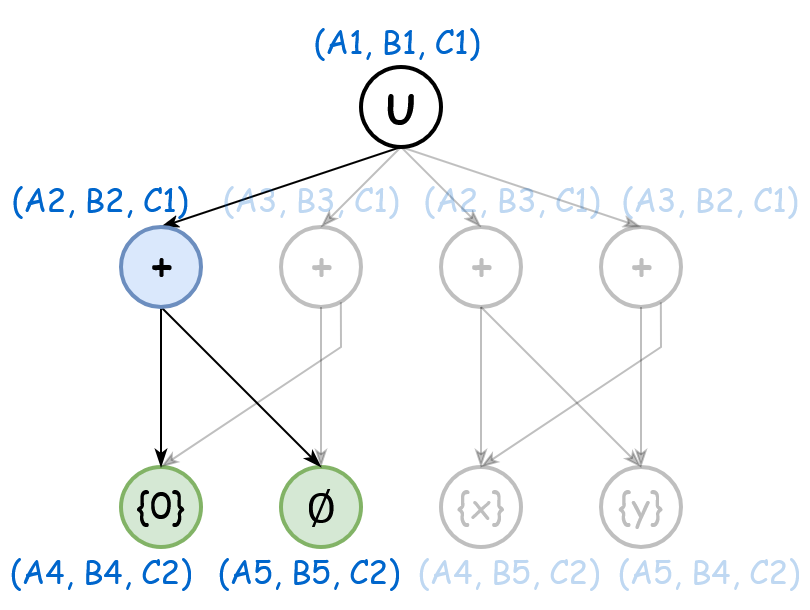 (A1, B1, C1)
∪
(A2, B2, C1) (A3, B3, C1) (A2, B3, C1) (A3, B2, C1)
+ + + +
{0} ∅ {x} {y}
(A4, B4, C2) (A5, B5, C2) (A4, B5, C2) (A5, B4, C2)